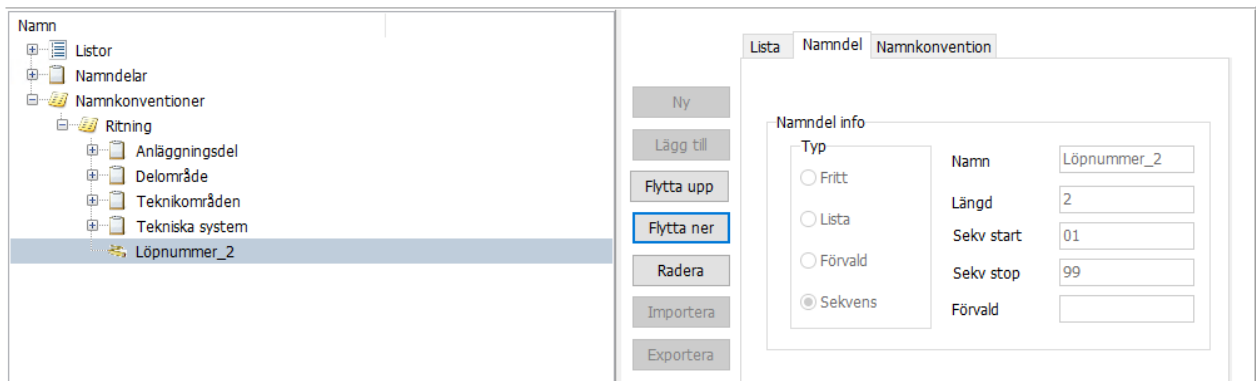 Namn
Listor
Namndelar
Namnkonventioner
Ritning
Anläggningsdel
Delområde
Teknikområden
Tekniska system
Löpnummer_2
Ny
Lägg till
Flytta upp
Flytta ner
Radera
Importera
Exportera
Lista Namndel Namnkonvention
Namndel info
Typ
Fritt
Lista
Förvald
Sekvens
Namn Löpnummer_2
Längd 2
Sekv start 01
Sekv stop 99
Förvald